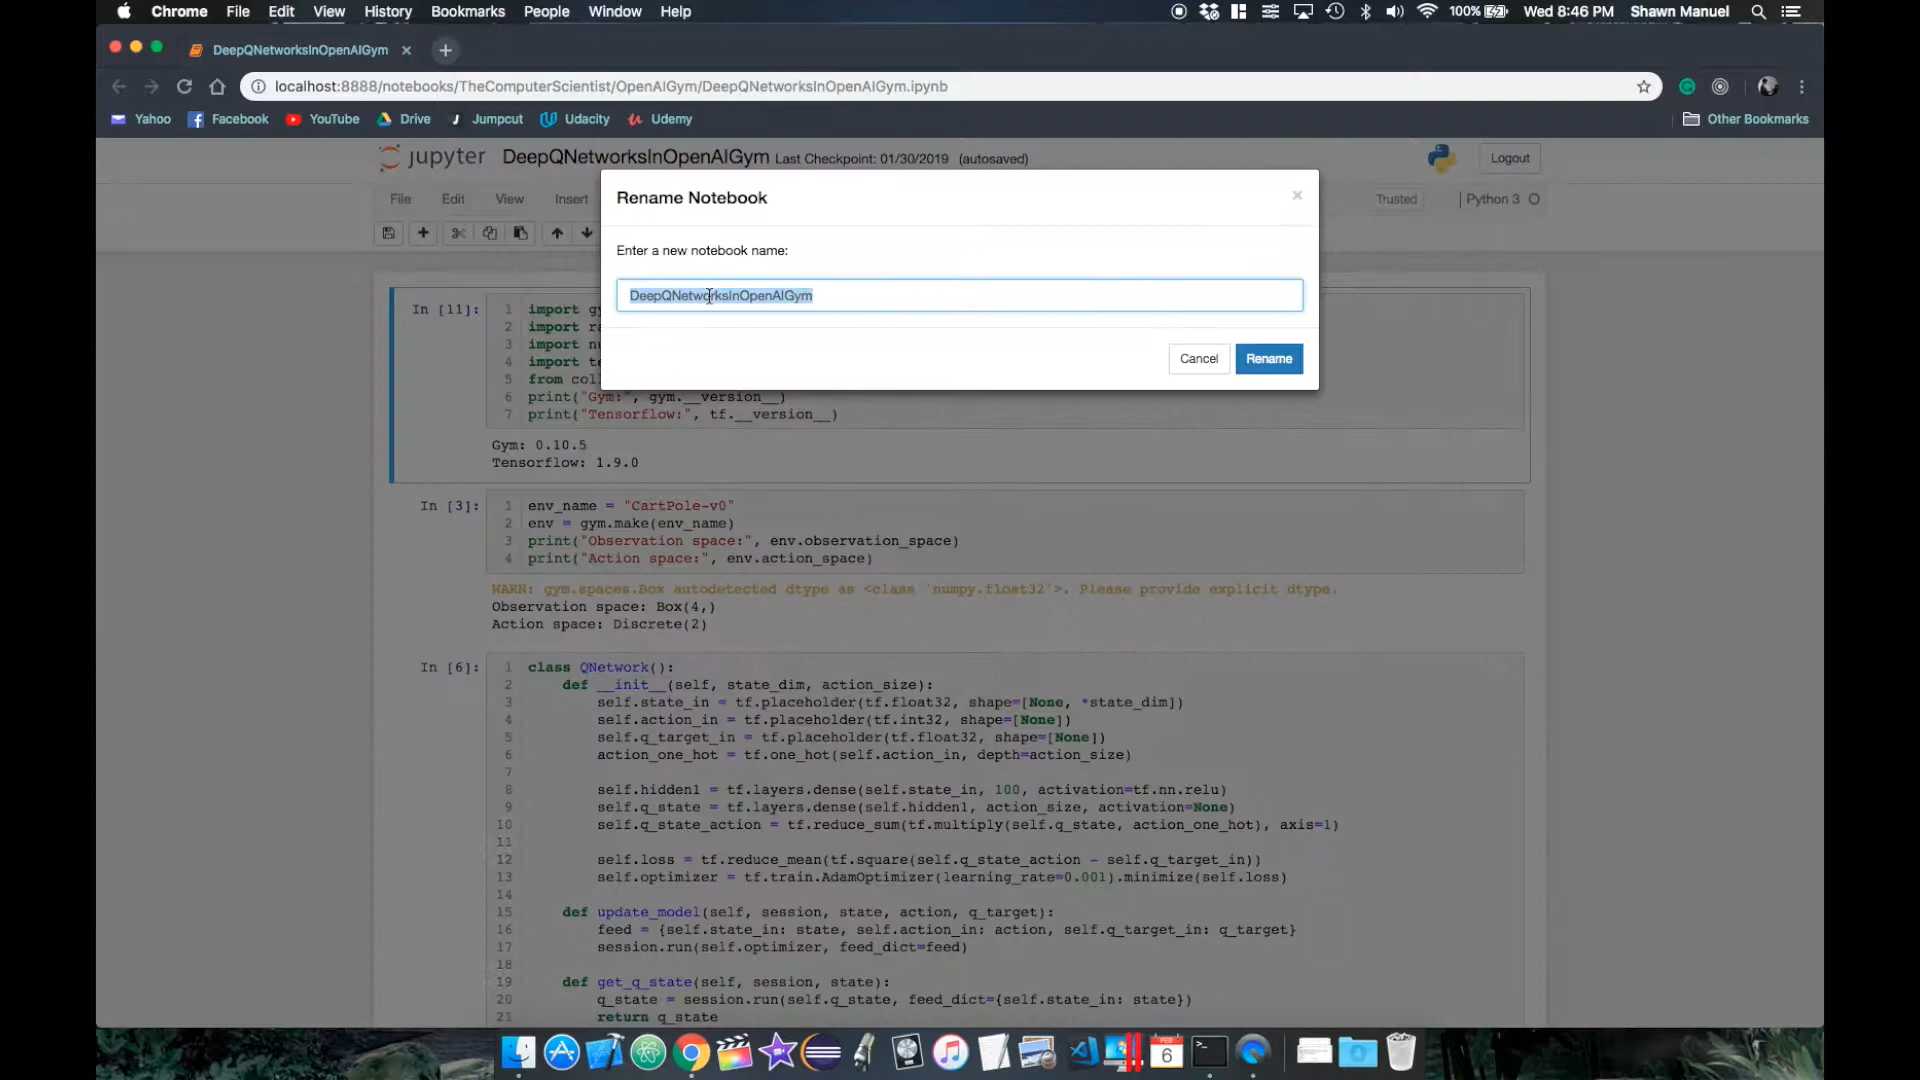 Chrome File Edit View History Bookmarks People Window Help 100% Wed 8:46 PM Shawn Manuel
DeepQNetworksInOpenAIGym
localhost:8888/notebooks/TheComputerScientist/OpenAIGym/DeepQNetworksInOpenAIGym.ipynb
Yahoo Facebook YouTube Drive Jumpcut Udacity Udemy Other Bookmarks
jupyter DeepQNetworksInOpenAIGym Last Checkpoint: 01/30/2019 (autosaved) Logout
File Edit View Insert Trusted Python 3
Rename Notebook
Enter a new notebook name:
DeepQNetworksInOpenAIGym
Cancel Rename
In [11]: 1 import
2 import
3 import
4 import
5 from
6 print("Gym:", gym.__version__)
7 print("Tensorflow:", tf.__version__)
Gym: 0.10.5
Tensorflow: 1.9.0
In [3]: 1 env_name = "CartPole-v0"
2 env = gym.make(env_name)
3 print("Observation space:", env.observation_space)
4 print("Action space:", env.action_space)
WARN: gym.spaces.Box autodetected dtype as <class 'numpy.float32'>. Please provide explicit dtype.
Observation space: Box(4,)
Action space: Discrete(2)
In [6]: 1 class QNetwork():
2 def __init__(self, state_dim, action_size):
3 self.state_in = tf.placeholder(tf.float32, shape=[None, *state_dim])
4 self.action_in = tf.placeholder(tf.int32, shape=[None])
5 self.q_target_in = tf.placeholder(tf.float32, shape=[None])
6 action_one_hot = tf.one_hot(self.action_in, depth=action_size)
7
8 self.hidden1 = tf.layers.dense(self.state_in, 100, activation=tf.nn.relu)
9 self.q_state = tf.layers.dense(self.hidden1, action_size, activation=None)
10 self.q_state_action = tf.reduce_sum(tf.multiply(self.q_state, action_one_hot), axis=1)
11
12 self.loss = tf.reduce_mean(tf.square(self.q_state_action - self.q_target_in))
13 self.optimizer = tf.train.AdamOptimizer(learning_rate=0.001).minimize(self.loss)
14
15 def update_model(self, session, state, action, q_target):
16 feed = {self.state_in: state, self.action_in: action, self.q_target_in: q_target}
17 session.run(self.optimizer, feed_dict=feed)
18
19 def get_q_state(self, session, state):
20 q_state = session.run(self.q_state, feed_dict={self.state_in: state})
21 return q_state
FEB
6